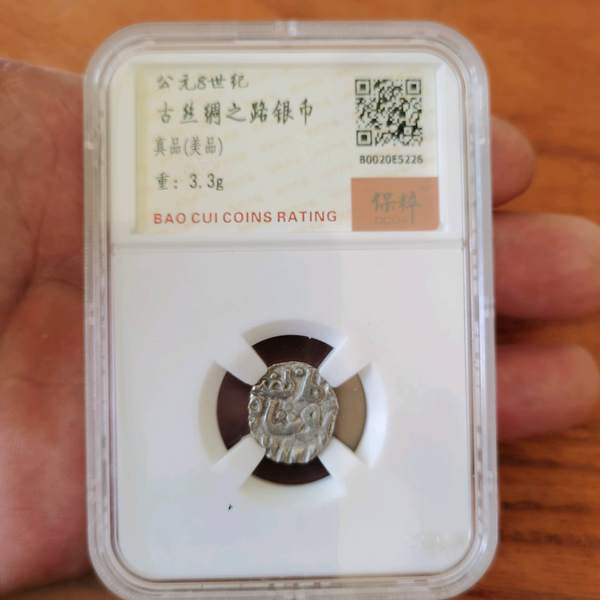 公元8世纪
古丝绸之路银币
真品(美品)
重: 3.3g
BAO CUI COINS RATING
B0020E5226
保粹